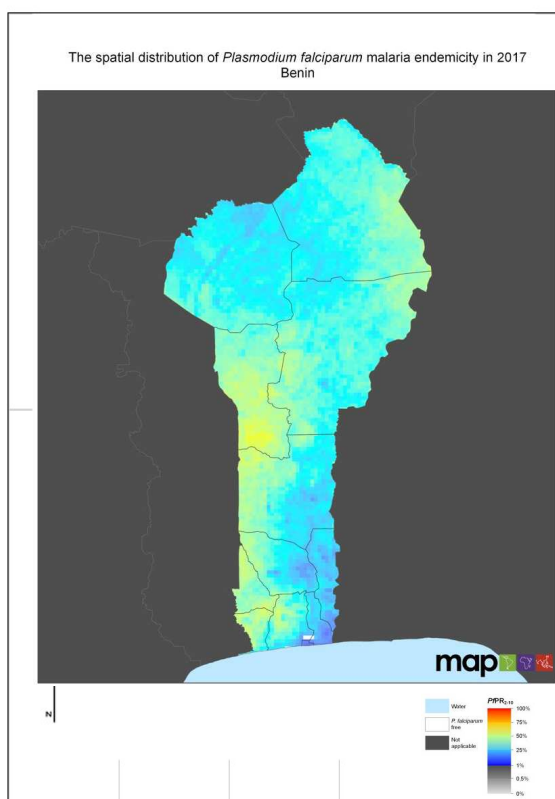 The spatial distribution of Plasmodium falciparum malaria endemicity in 2017
Benin
map
N
Water
P. falciparum
free
Not
applicable
PfPR2-10
100%
75%
50%
25%
1%
0.5%
0%